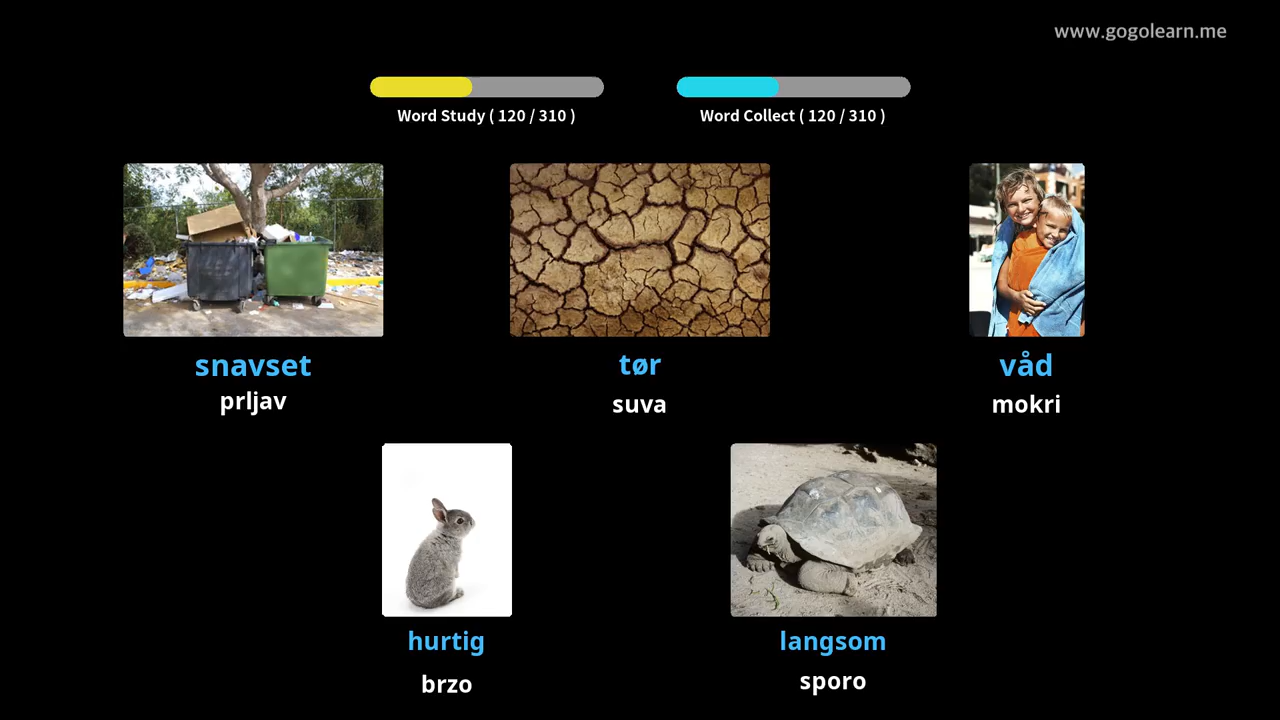 www.gogolearn.me
Word Study ( 120 / 310 )
Word Collect ( 120 / 310 )
snavset
prljav
tør
suva
våd
mokri
hurtig
brzo
langsom
sporo